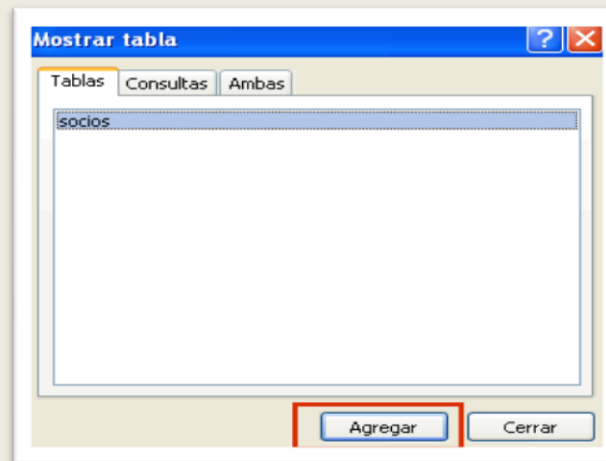 Mostrar tabla
Tablas Consultas Ambas
socios
Agregar Cerrar